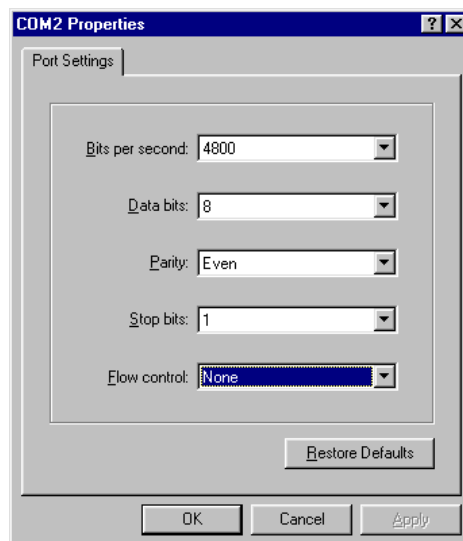 COM2 Properties
Port Settings
Bits per second: 4800
Data bits: 8
Parity: Even
Stop bits: 1
Flow control: None
Restore Defaults
OK Cancel Apply